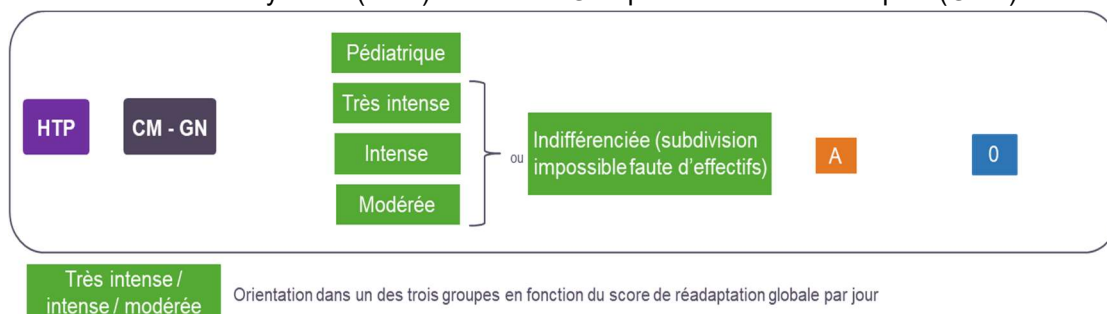 Pédiatrique
Très intense
HTP
CM - GN
Intense
Modérée
ou
Indifférenciée (subdivision
impossible faute d'effectifs)
A
0
Très intense /
intense / modérée
Orientation dans un des trois groupes en fonction du score de réadaptation globale par jour